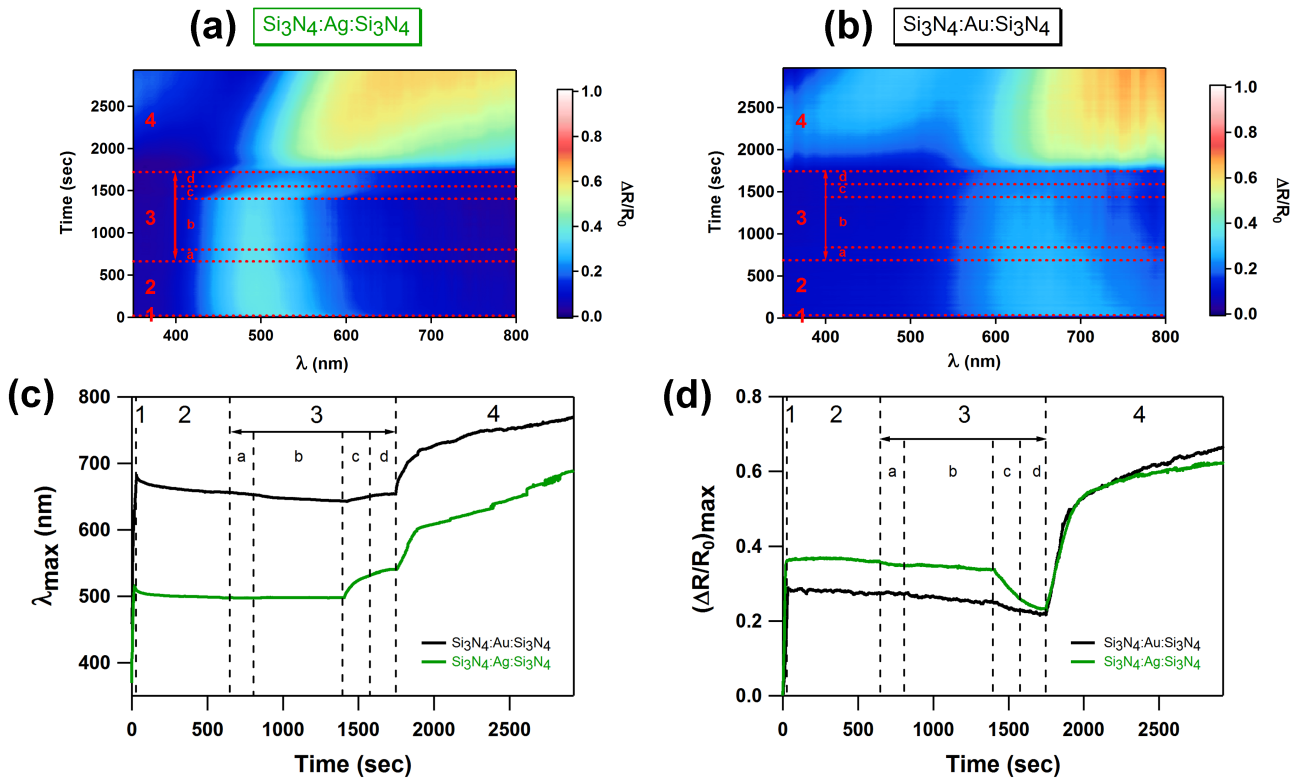 (a) Si3N4:Ag:Si3N4
(b) Si3N4:Au:Si3N4
Time (sec)
2500
2000
1500
1000
500
0
4
3
2
1
d
c
b
a
400 500 600 700 800
λ (nm)
1.0
0.8
0.6
0.4
0.2
0.0
ΔR/R0
Time (sec)
2500
2000
1500
1000
500
0
4
3
2
1
d
c
b
a
400 500 600 700 800
λ (nm)
1.0
0.8
0.6
0.4
0.2
0.0
ΔR/R0
(c)
λmax (nm)
800
700
600
500
400
1 2 3 4
a b c d
Si3N4:Au:Si3N4
Si3N4:Ag:Si3N4
0 500 1000 1500 2000 2500
Time (sec)
(d)
(ΔR/R0)max
0.8
0.6
0.4
0.2
0.0
1 2 3 4
a b c d
Si3N4:Au:Si3N4
Si3N4:Ag:Si3N4
0 500 1000 1500 2000 2500
Time (sec)